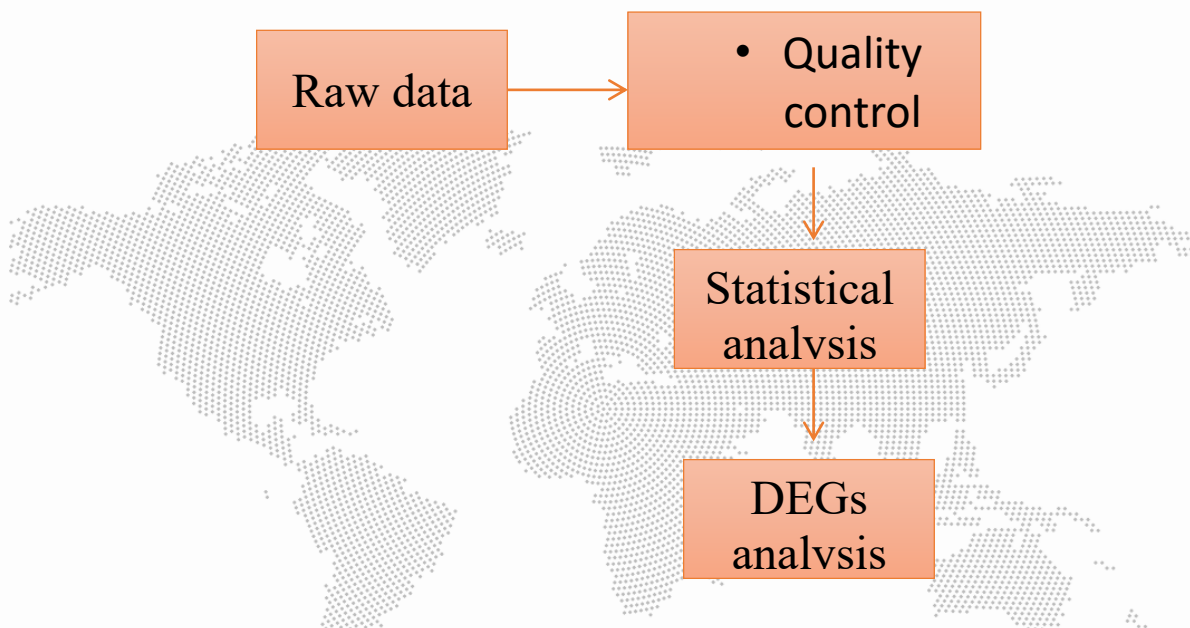 Raw data
• Quality
control
Statistical
analysis
DEGs
analysis